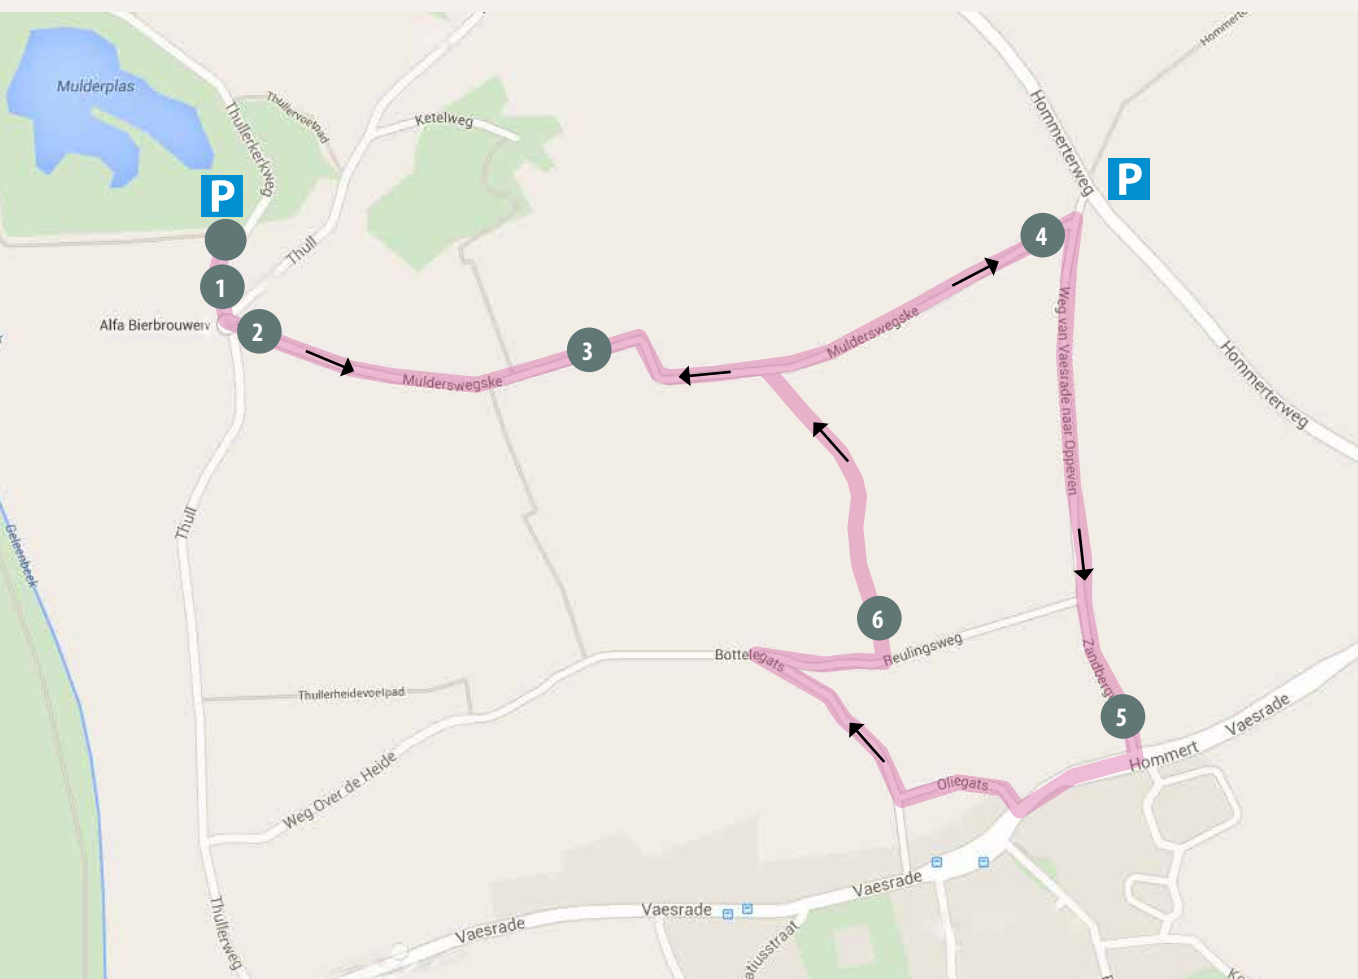 Mulderplas
Thullerkerkweg
Thullervoetpad
Ketelweg
Hommerterweg
P
P
Thull
1
Alfa Bierbrouwerij
2
Mulderswegske
3
Mulderswegske
4
Weg van Vaesrade naar Oppeven
Hommerterweg
Thull
Geleenbeek
6
Bottelegats
Reulingsweg
Zandberg
5
Thullerheidevoetpad
Hommert
Vaesrade
Oliegats
Weg Over de Heide
Vaesrade
Vaesrade
Vaesrade
Thullerweg
atiusstraat